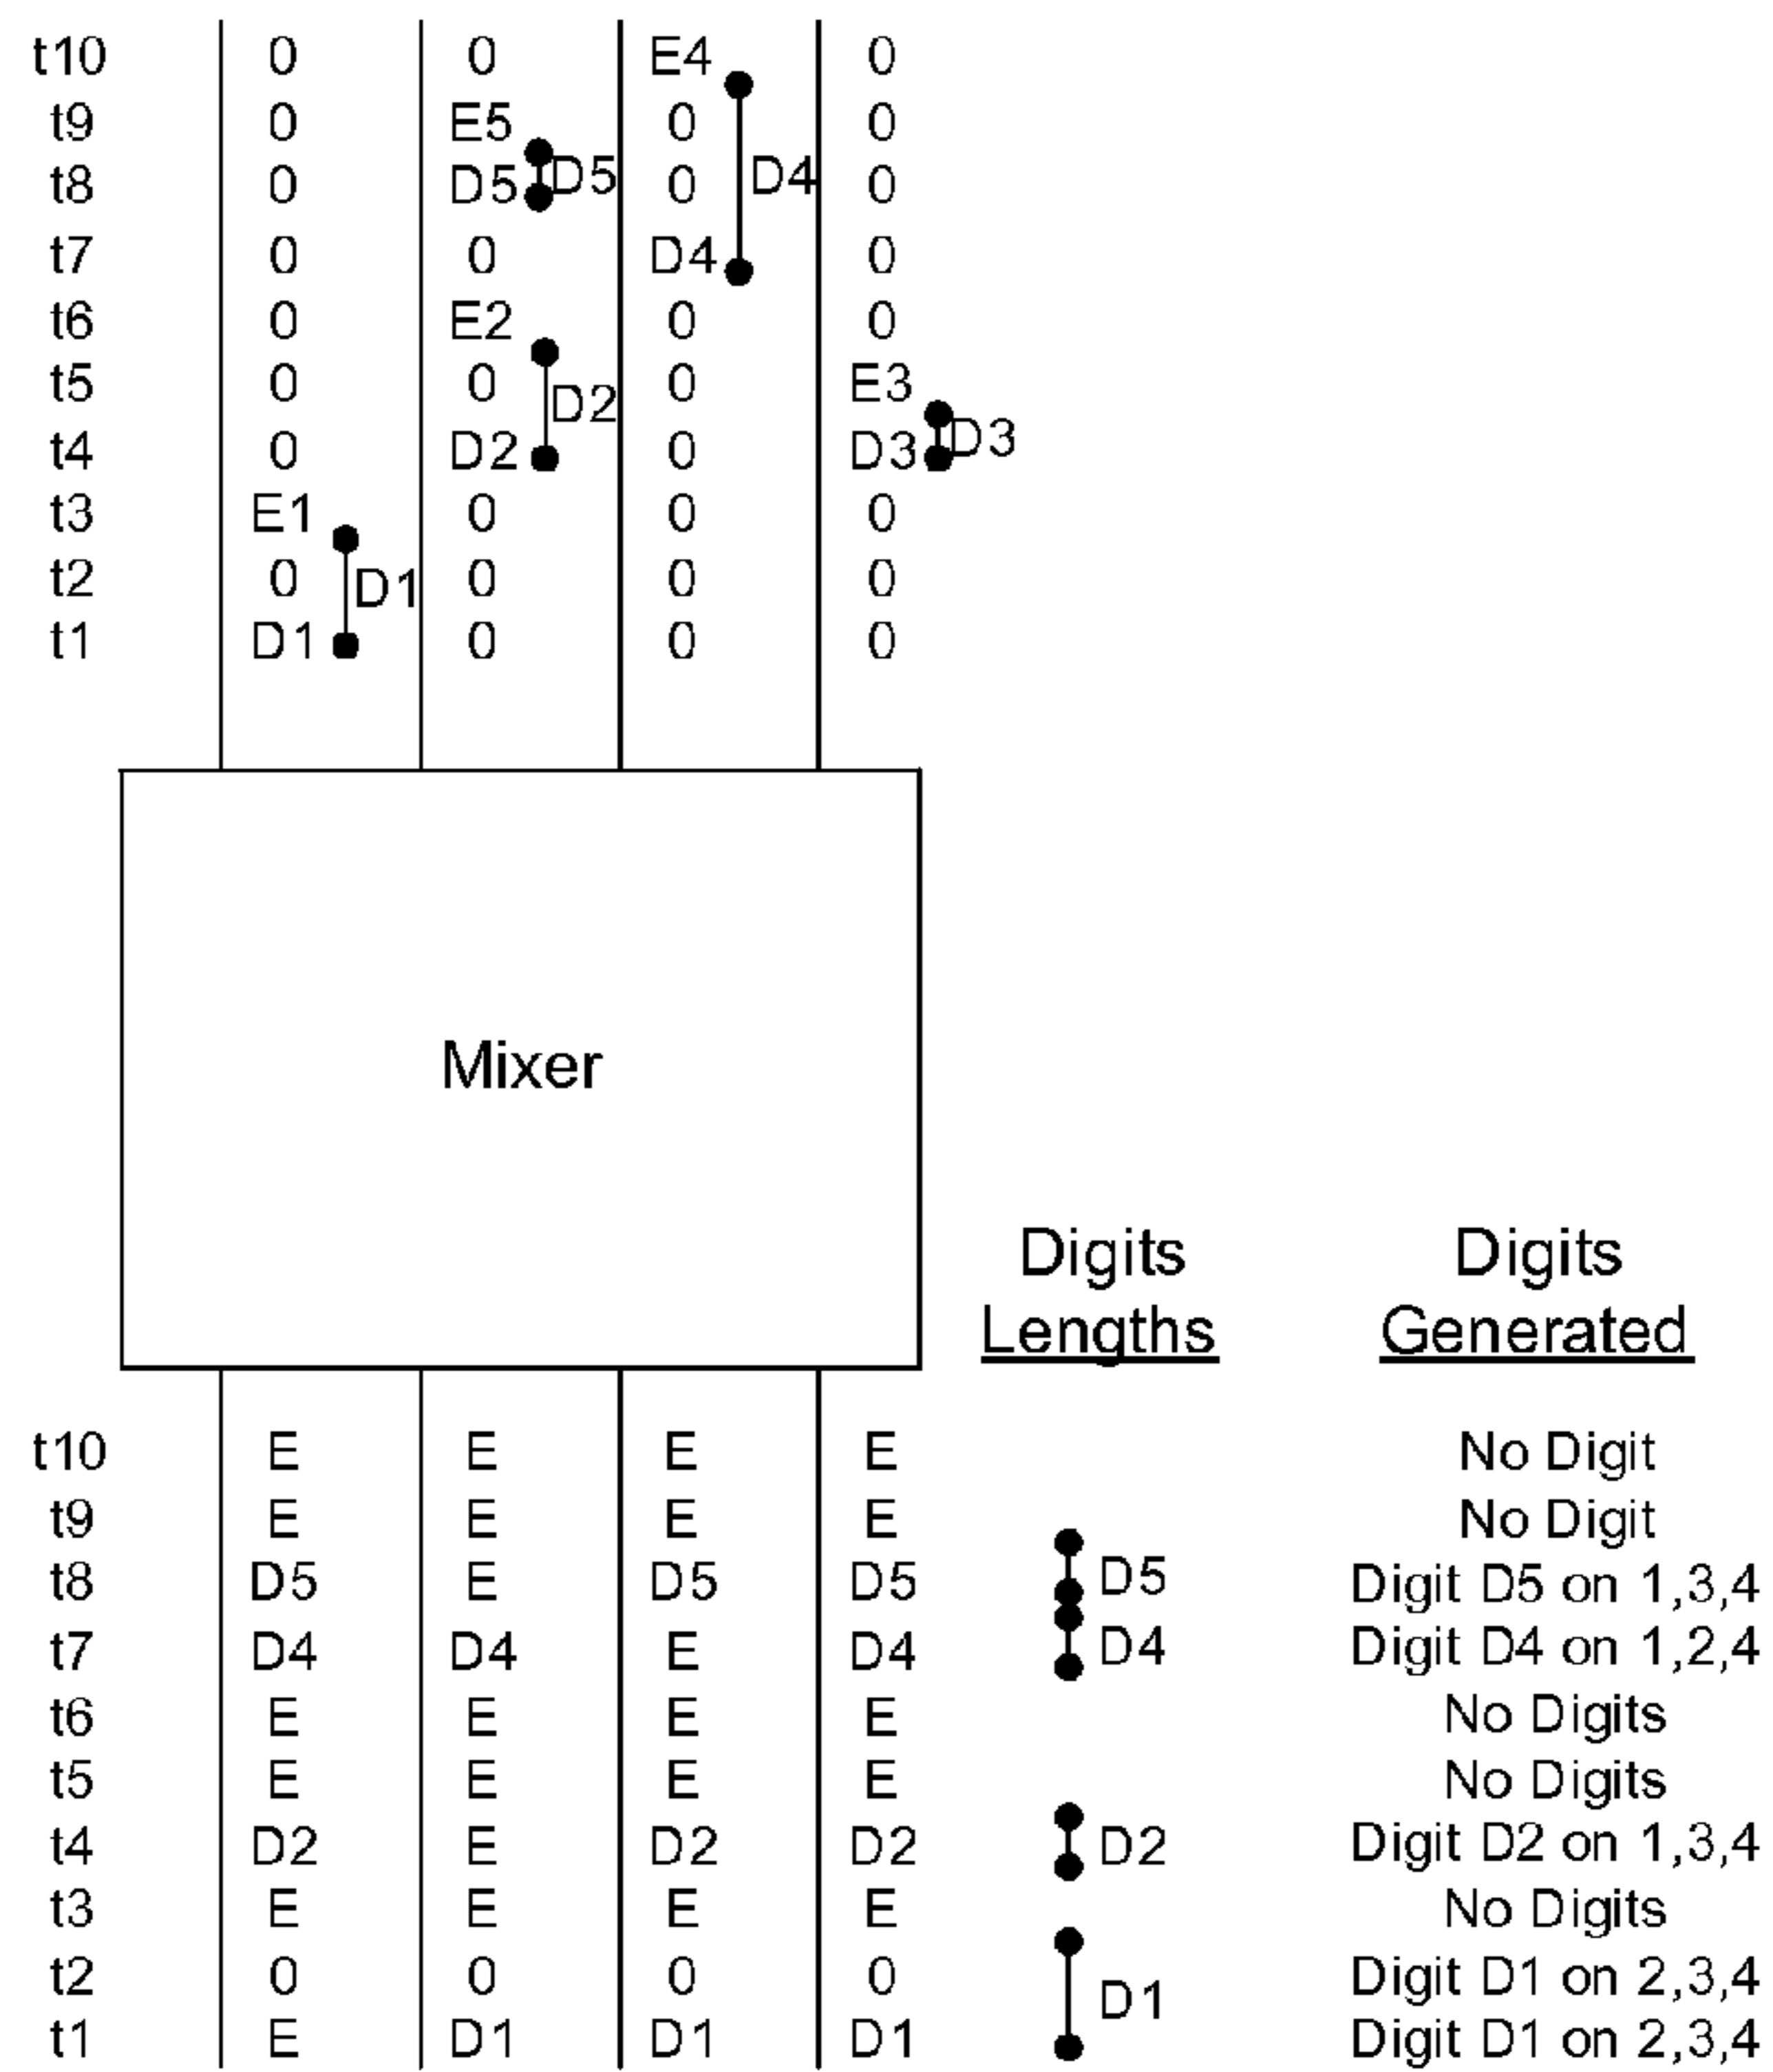 t10 0 0 E4 0
t9 0 E5 0 0
t8 0 D5 D5 0 D4 0
t7 0 0 D4 0
t6 0 E2 0 0
t5 0 0 0 E3
t4 0 D2 D2 0 D3 D3
t3 E1 0 0 0
t2 0 D1 0 0 0
t1 D1 0 0 0
Mixer
Digits Digits
Lengths Generated
t10 E E E E No Digit
t9 E E E E No Digit
t8 D5 E D5 D5 D5 Digit D5 on 1,3,4
t7 D4 D4 E D4 D4 Digit D4 on 1,2,4
t6 E E E E No Digits
t5 E E E E No Digits
t4 D2 E D2 D2 D2 Digit D2 on 1,3,4
t3 E E E E No Digits
t2 0 0 0 0 D1 Digit D1 on 2,3,4
t1 E D1 D1 D1 Digit D1 on 2,3,4